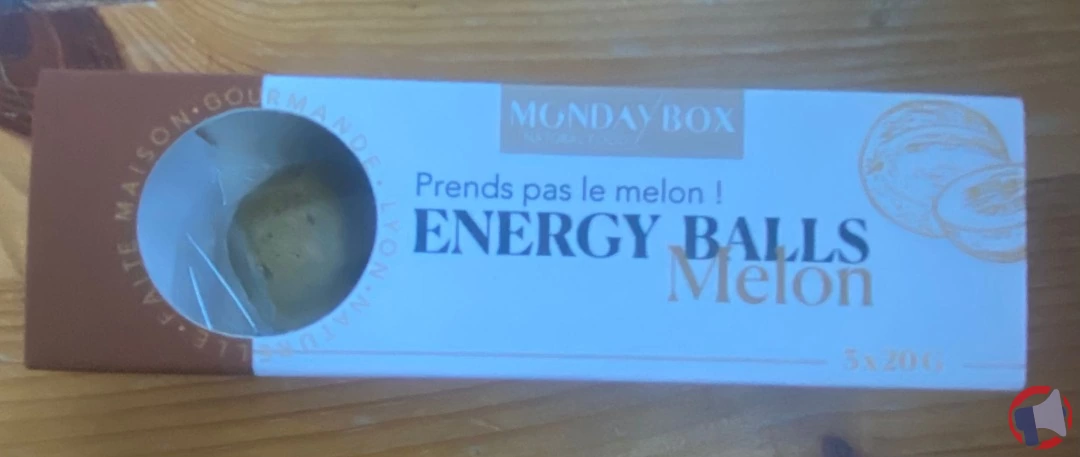 FAITE MAISON • GOURMANDE • LYON • NATURELLE •
MONDAY BOX
Prends pas le melon !
ENERGY BALLS
Melon
5 x 20 G